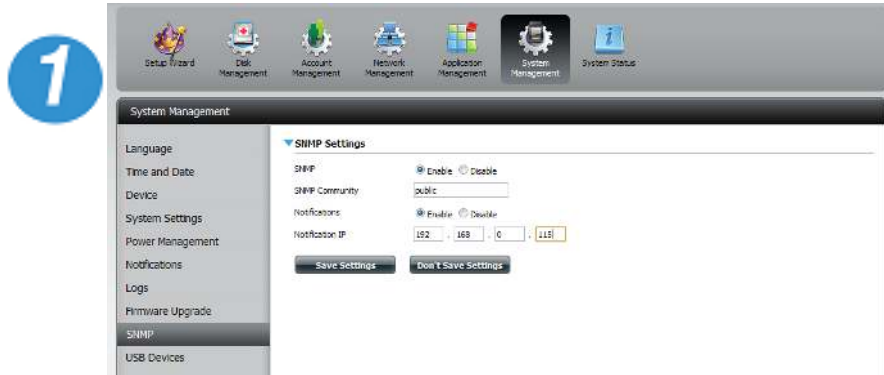 1
Setup Wizard
Disk Management
Account Management
Network Management
Application Management
System Management
System Status
System Management
Language
Time and Date
Device
System Settings
Power Management
Notifications
Logs
Firmware Upgrade
SNMP
USB Devices
SNMP Settings
SNMP Enable Disable
SNMP Community public
Notifications Enable Disable
Notification IP 192 . 168 . 0 . 115
Save Settings Don't Save Settings